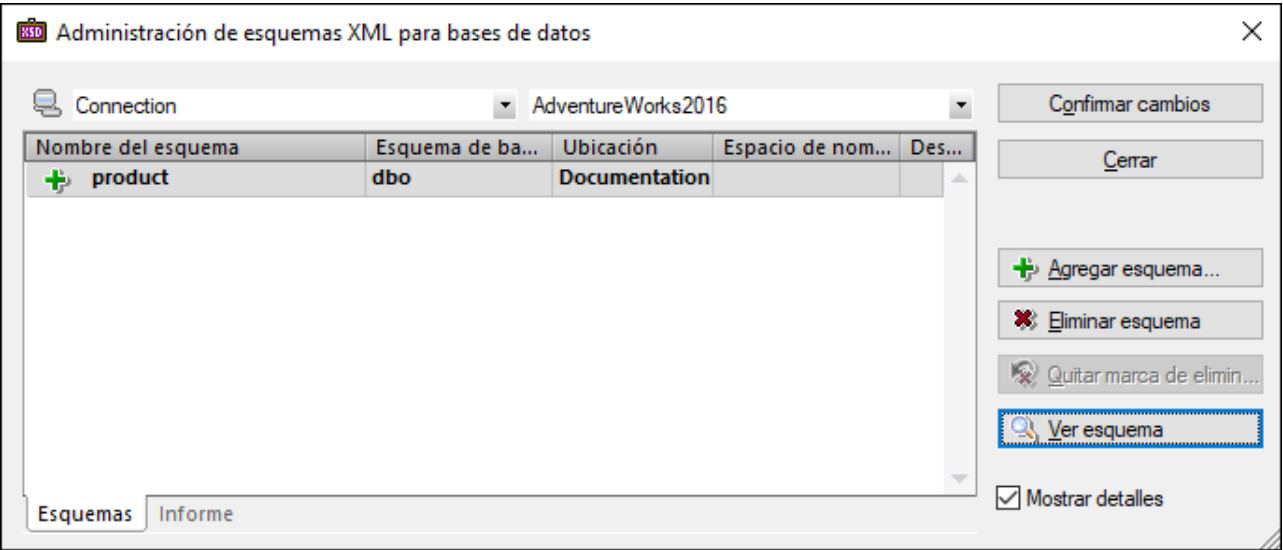 XSD Administración de esquemas XML para bases de datos
Connection AdventureWorks2016 Confirmar cambios
Nombre del esquema Esquema de ba... Ubicación Espacio de nom... Des...
Cerrar
product dbo Documentation
Agregar esquema...
Eliminar esquema
Quitar marca de elimin...
Ver esquema
Mostrar detalles
Esquemas Informe